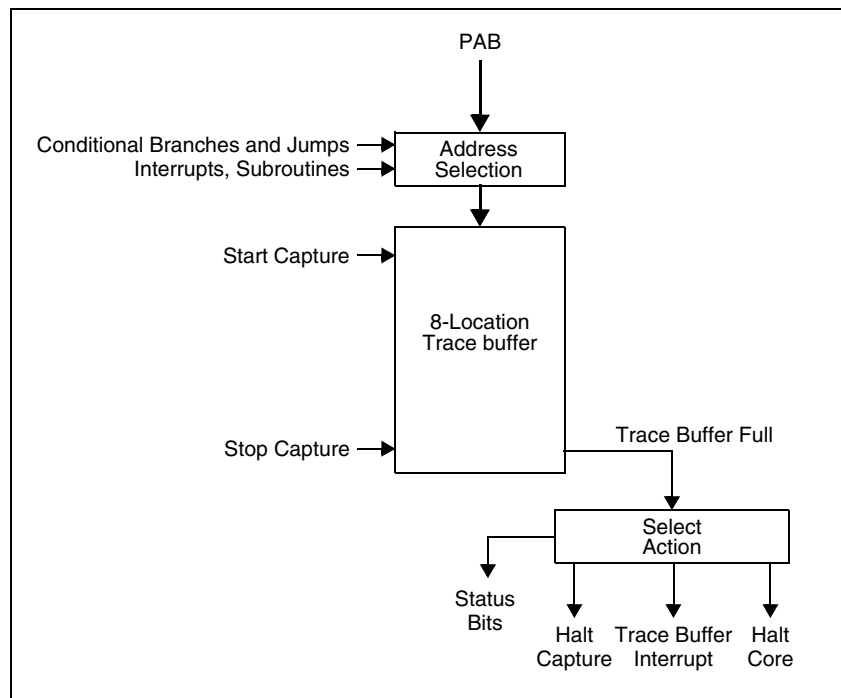 PAB
Conditional Branches and Jumps
Interrupts, Subroutines
Address
Selection
Start Capture
8-Location
Trace buffer
Stop Capture
Trace Buffer Full
Select
Action
Status
Bits
Halt
Capture
Trace Buffer
Interrupt
Halt
Core